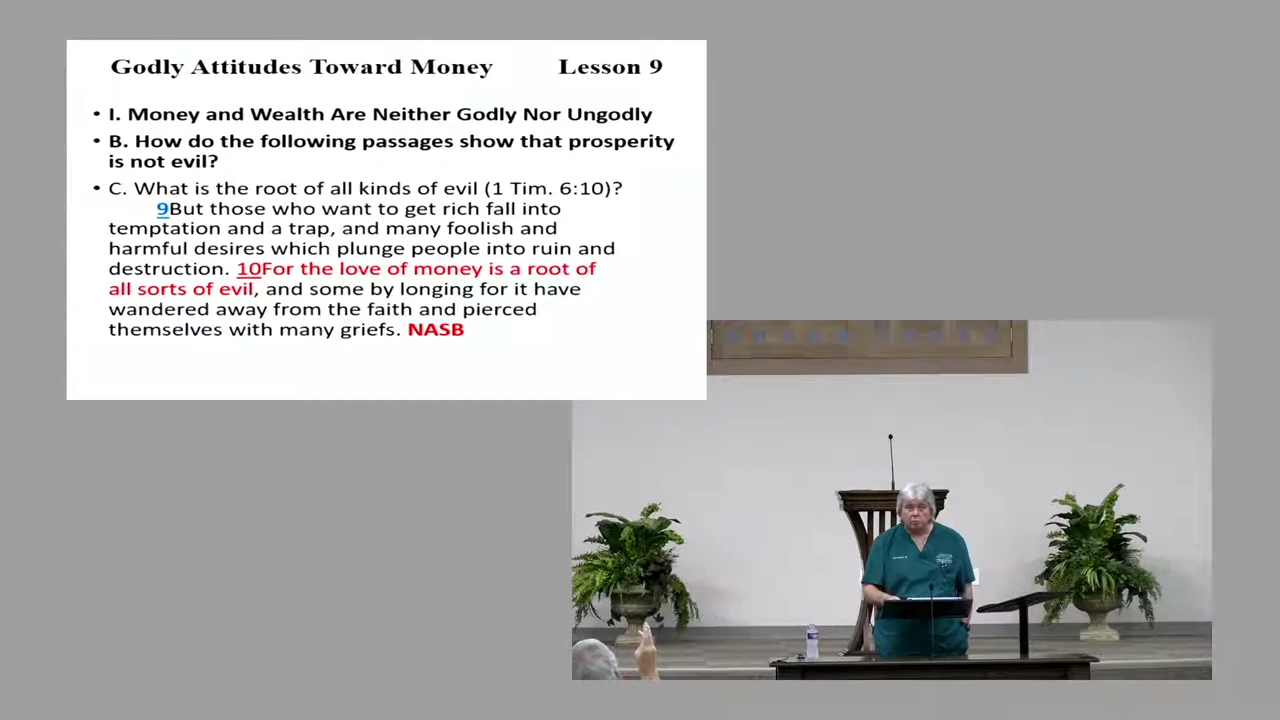 Godly Attitudes Toward Money Lesson 9
• I. Money and Wealth Are Neither Godly Nor Ungodly
• B. How do the following passages show that prosperity
is not evil?
• C. What is the root of all kinds of evil (1 Tim. 6:10)?
9But those who want to get rich fall into
temptation and a trap, and many foolish and
harmful desires which plunge people into ruin and
destruction. 10For the love of money is a root of
all sorts of evil, and some by longing for it have
wandered away from the faith and pierced
themselves with many griefs. NASB